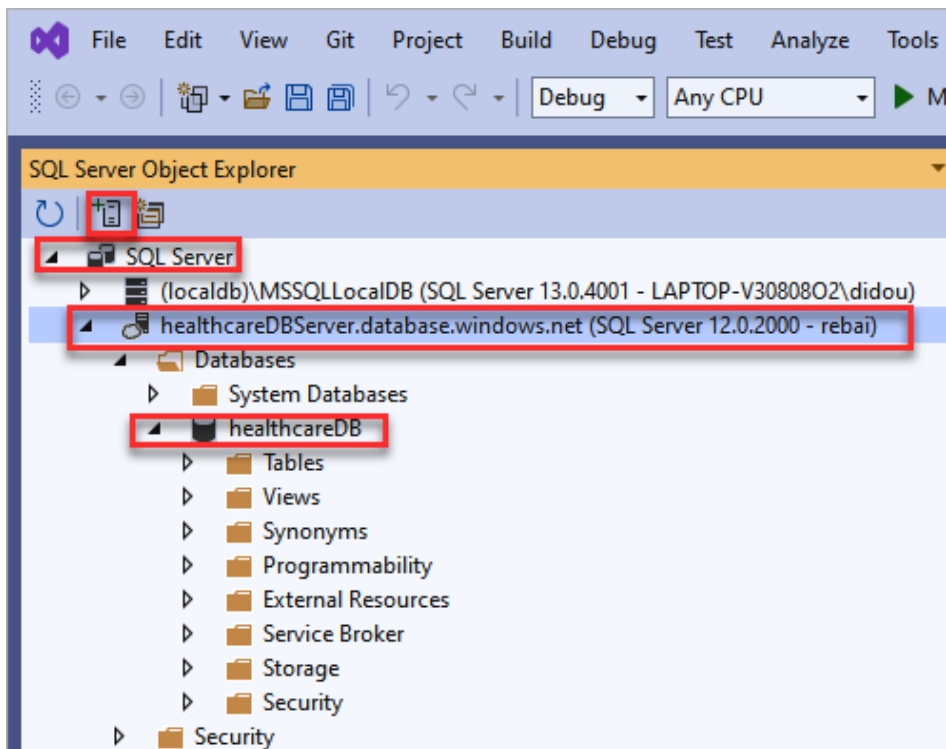 File Edit View Git Project Build Debug Test Analyze Tools
Debug Any CPU M
SQL Server Object Explorer
SQL Server
(localdb)\MSSQLLocalDB (SQL Server 13.0.4001 - LAPTOP-V30808O2\didou)
healthcareDBServer.database.windows.net (SQL Server 12.0.2000 - rebai)
Databases
System Databases
healthcareDB
Tables
Views
Synonyms
Programmability
External Resources
Service Broker
Storage
Security
Security